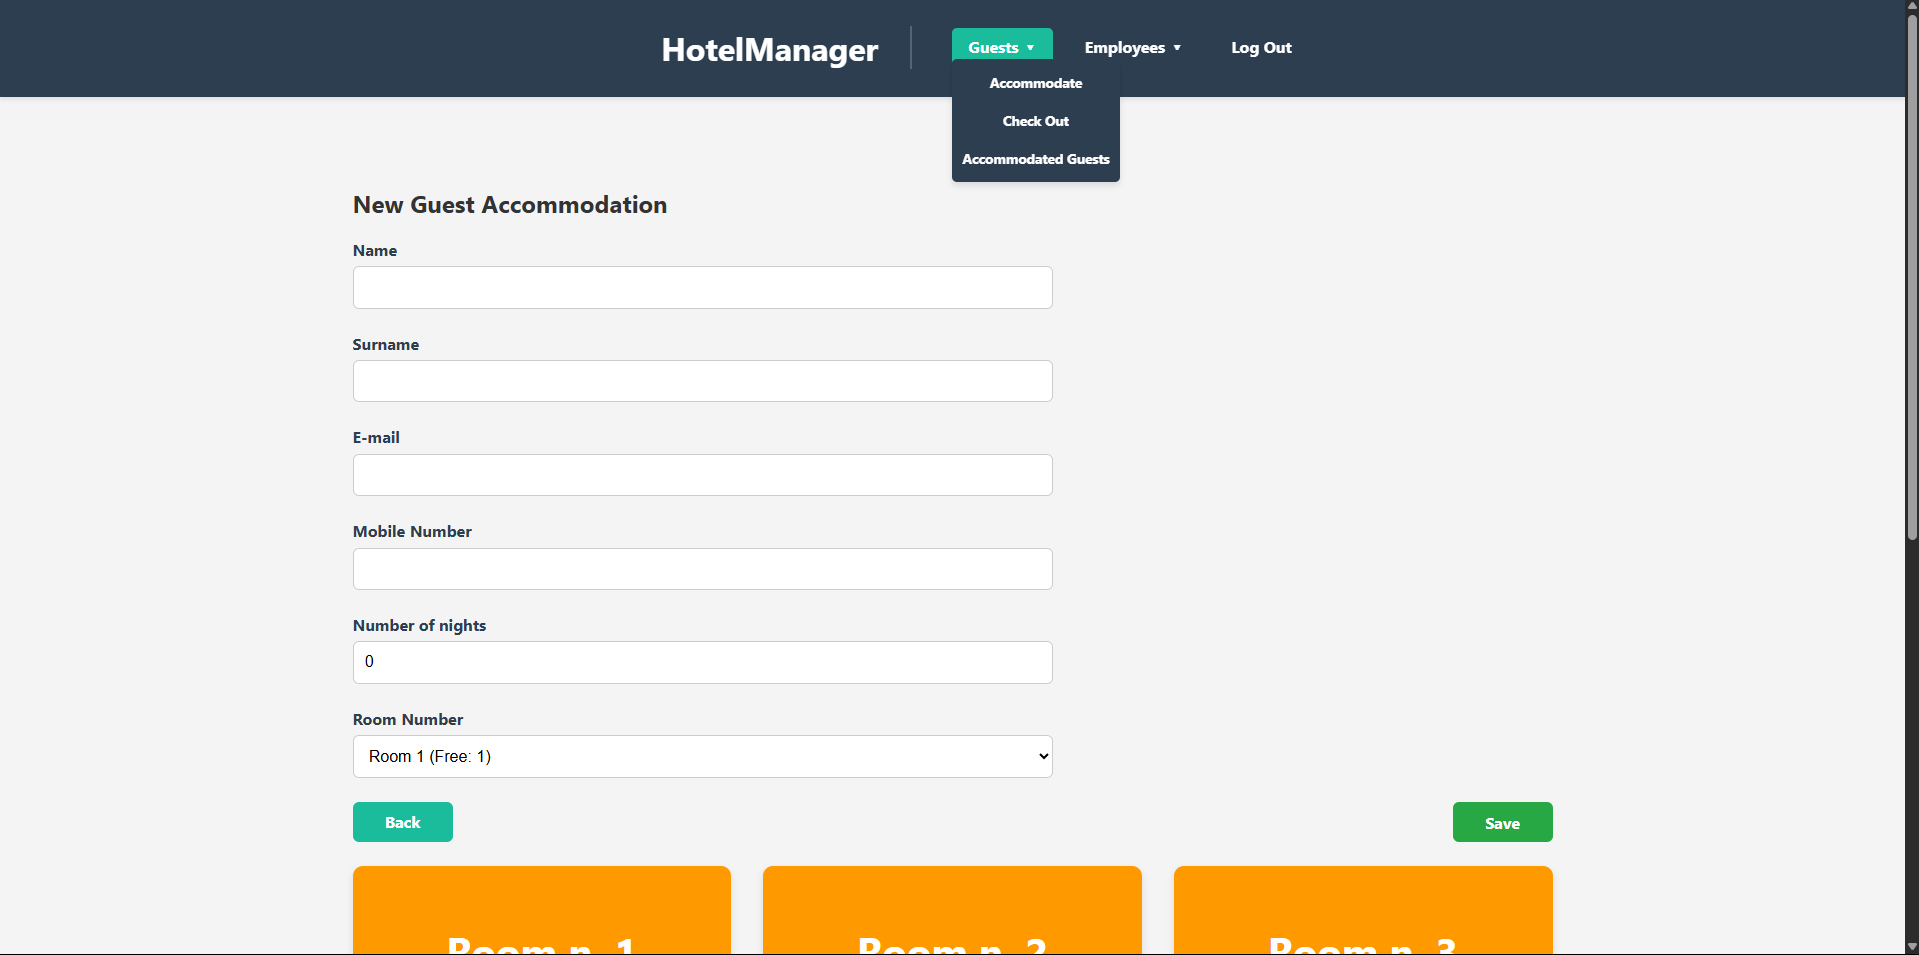 HotelManager
Guests ▼
Employees ▼
Log Out
Accommodate
Check Out
Accommodated Guests
New Guest Accommodation
Name
Surname
E-mail
Mobile Number
Number of nights
0
Room Number
Room 1 (Free: 1)
Back
Save
Room n. 1
Room n. 2
Room n. 3